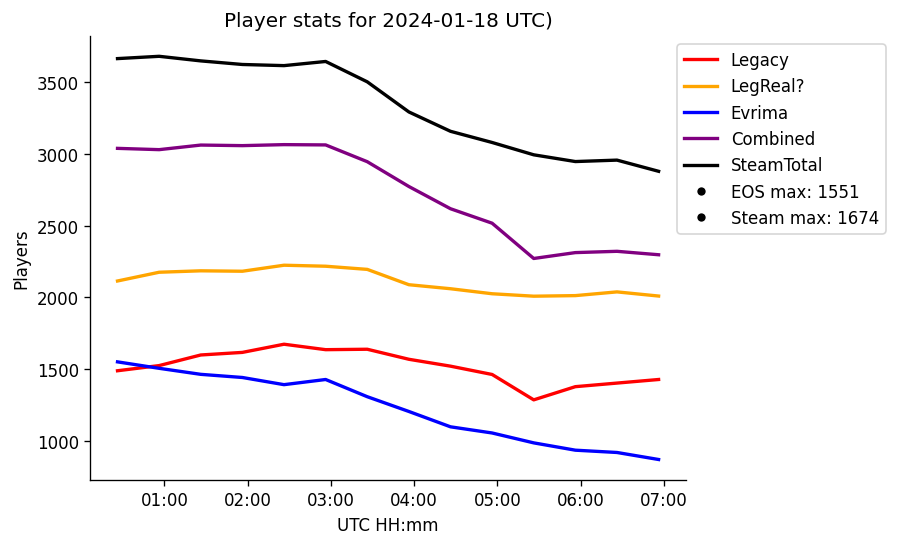 Player stats for 2024-01-18 UTC)
Legacy
LegReal?
Evrima
Combined
SteamTotal
EOS max: 1551
Steam max: 1674
Players
3500
3000
2500
2000
1500
1000
01:00 02:00 03:00 04:00 05:00 06:00 07:00
UTC HH:mm